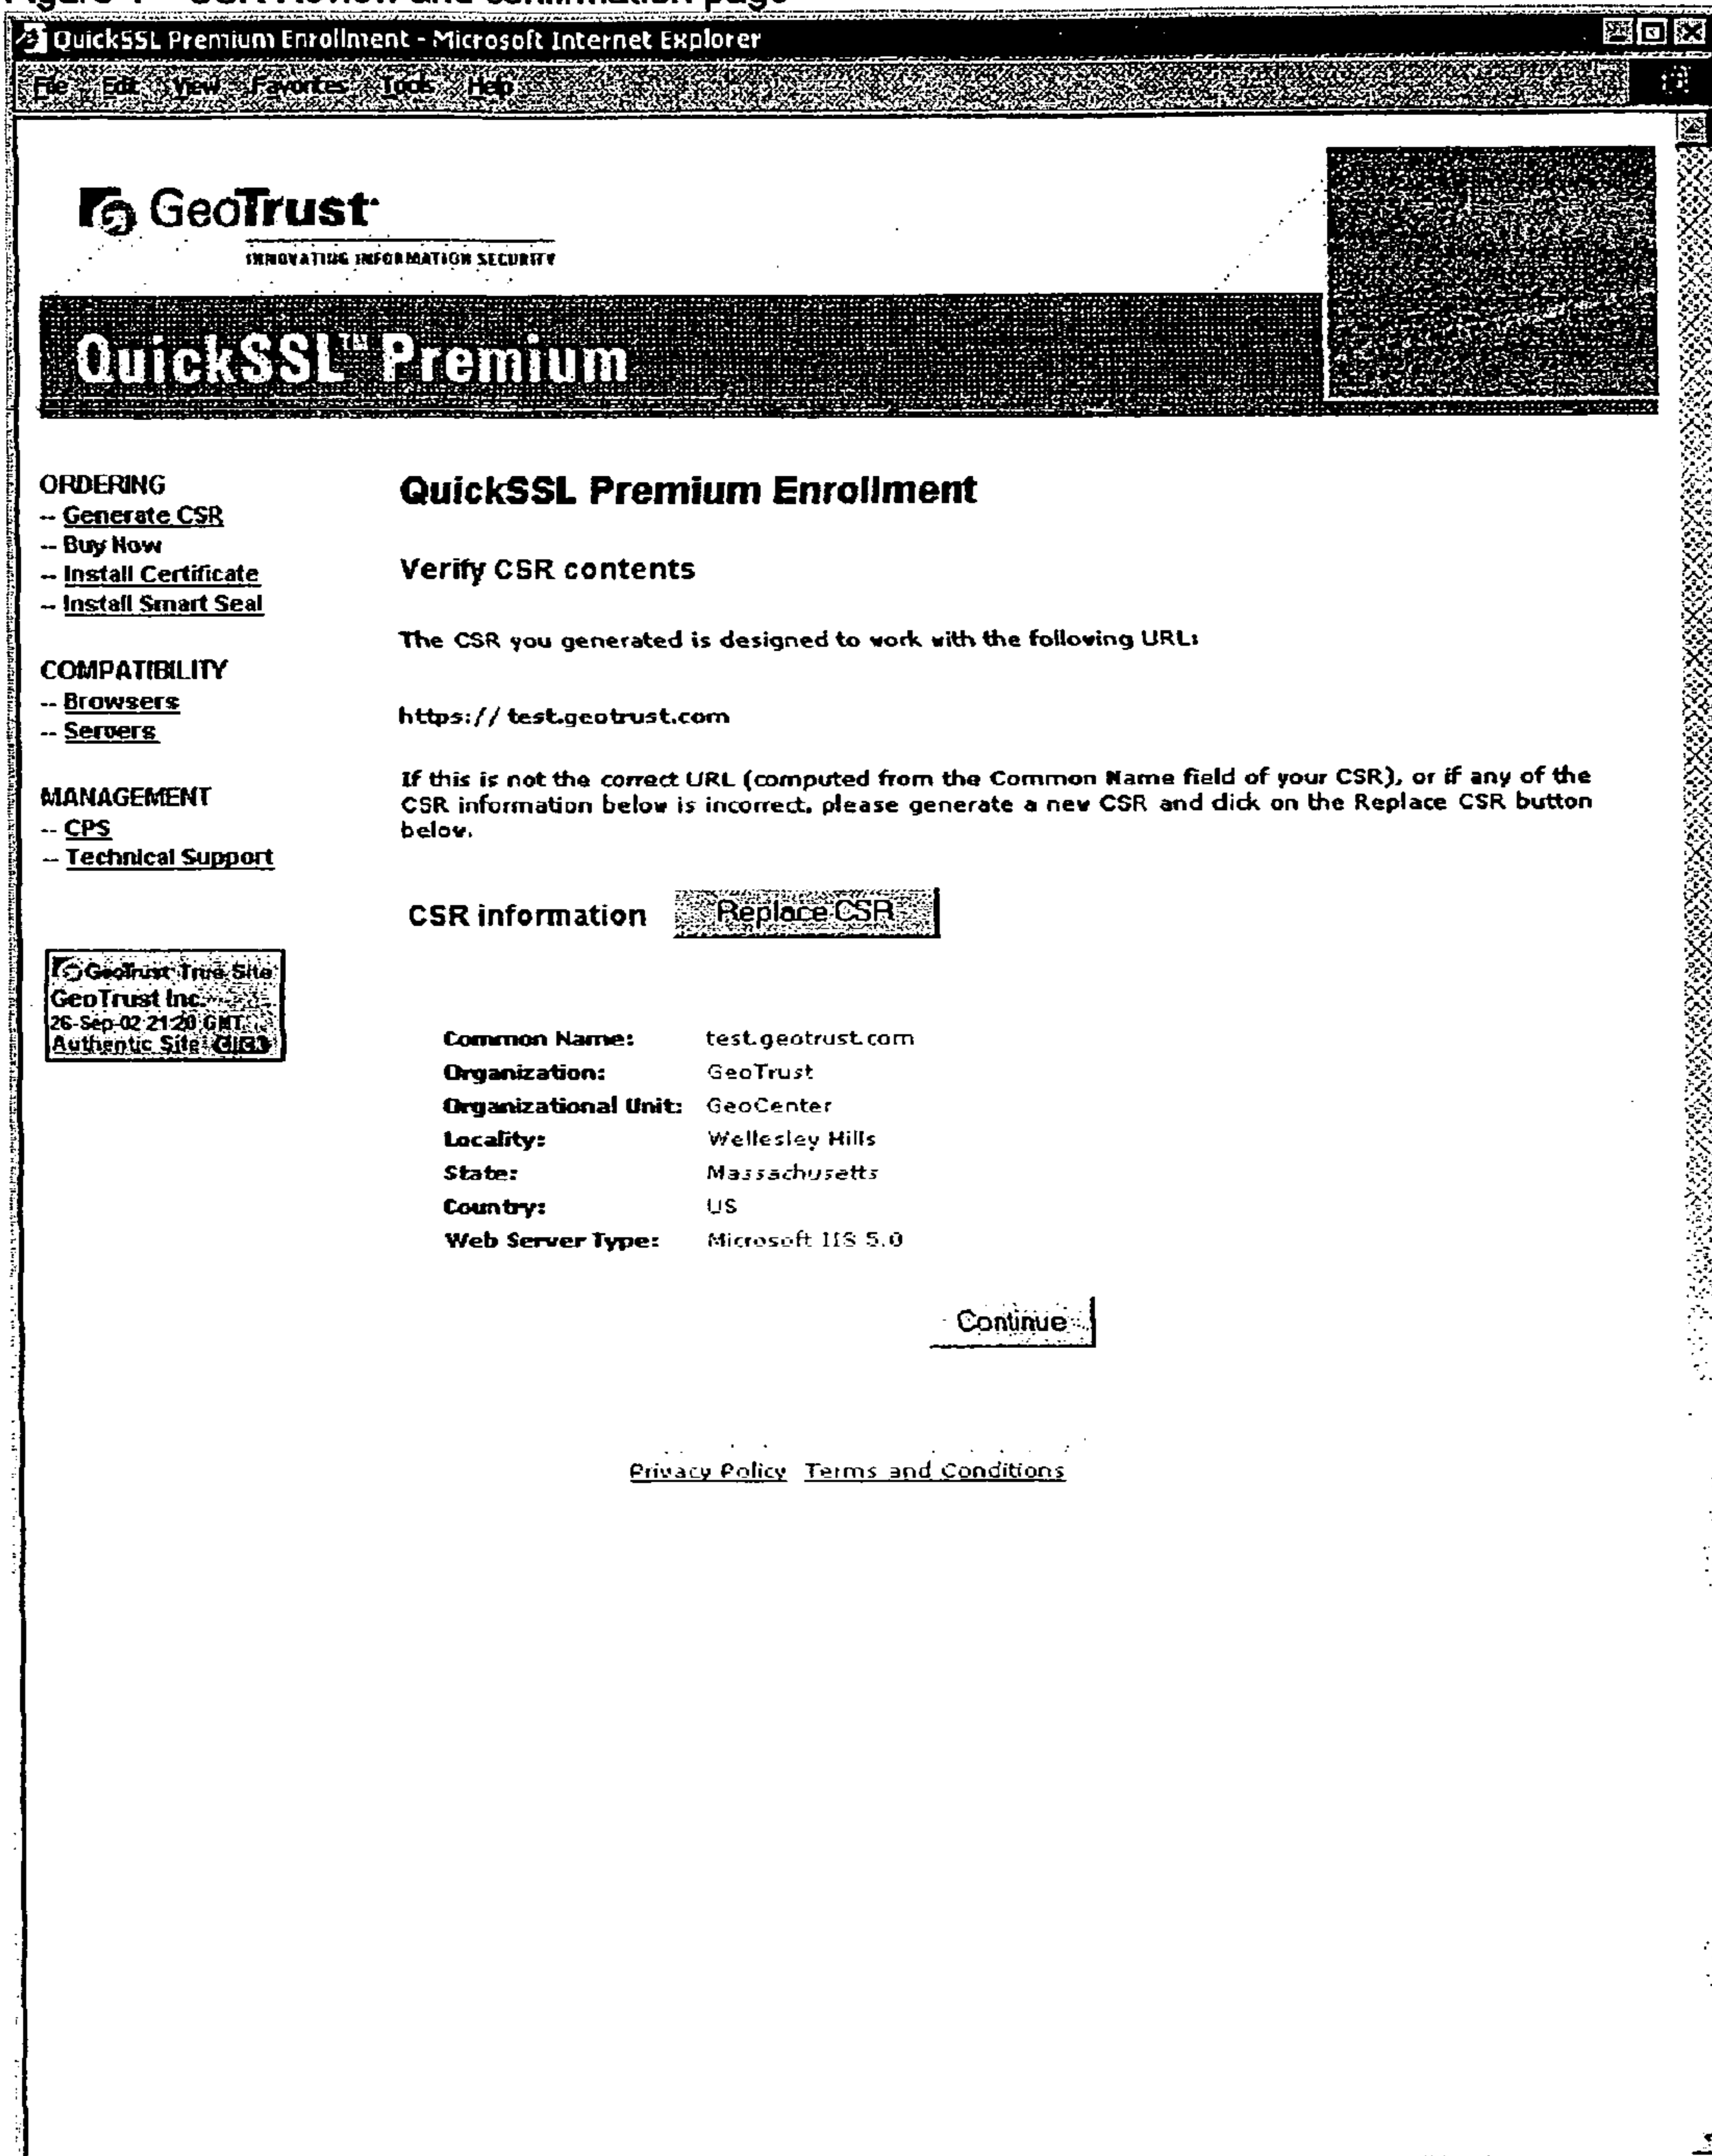 QuickSSL Premium Enrollment - Microsoft Internet Explorer
File Edit View Favorites Tools Help
GeoTrust
INNOVATING INFORMATION SECURITY
QuickSSL™ Premium
ORDERING
-- Generate CSR
-- Buy Now
-- Install Certificate
-- Install Smart Seal
COMPATIBILITY
-- Browsers
-- Servers
MANAGEMENT
-- CPS
-- Technical Support
GeoTrust True Site
GeoTrust Inc.
26-Sep-02 21:20 GMT
Authentic Site
QuickSSL Premium Enrollment
Verify CSR contents
The CSR you generated is designed to work with the following URL:
https:// test.geotrust.com
If this is not the correct URL (computed from the Common Name field of your CSR), or if any of the
CSR information below is incorrect, please generate a new CSR and click on the Replace CSR button
below.
CSR information Replace CSR
Common Name: test.geotrust.com
Organization: GeoTrust
Organizational Unit: GeoCenter
Locality: Wellesley Hills
State: Massachusetts
Country: US
Web Server Type: Microsoft IIS 5.0
Continue
Privacy Policy Terms and Conditions